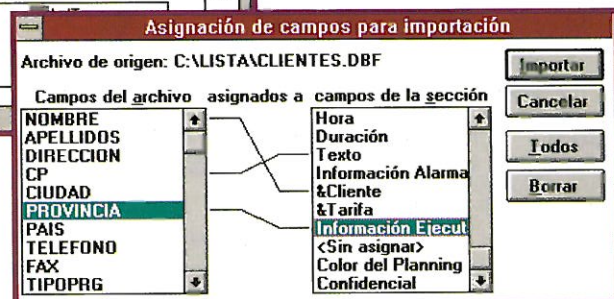 Asignación de campos para importación
Archivo de origen: C:\LISTA\CLIENTES.DBF
Importar
Campos del archivo asignados a campos de la sección
Cancelar
NOMBRE
APELLIDOS
DIRECCION
CP
CIUDAD
PROVINCIA
PAIS
TELEFONO
FAX
TIPOPRG
Hora
Duración
Texto
Información Alarma
&Cliente
&Tarifa
Información Ejecut
<Sin asignar>
Color del Planning
Confidencial
Todos
Borrar